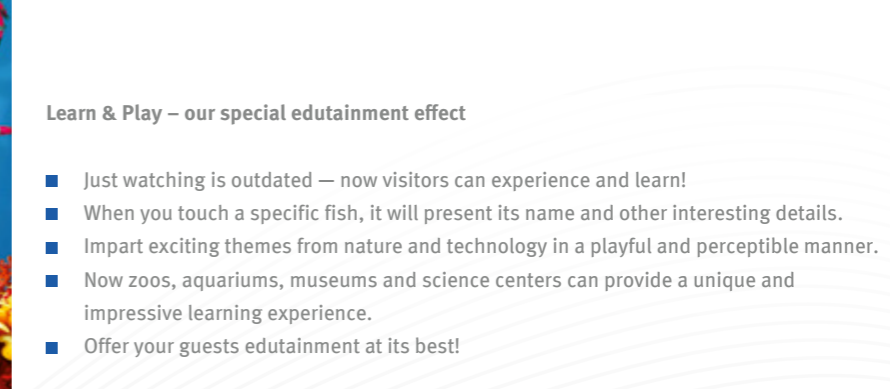 Learn & Play – our special edutainment effect
Just watching is outdated — now visitors can experience and learn!
When you touch a specific fish, it will present its name and other interesting details.
Impart exciting themes from nature and technology in a playful and perceptible manner.
Now zoos, aquariums, museums and science centers can provide a unique and
impressive learning experience.
Offer your guests edutainment at its best!